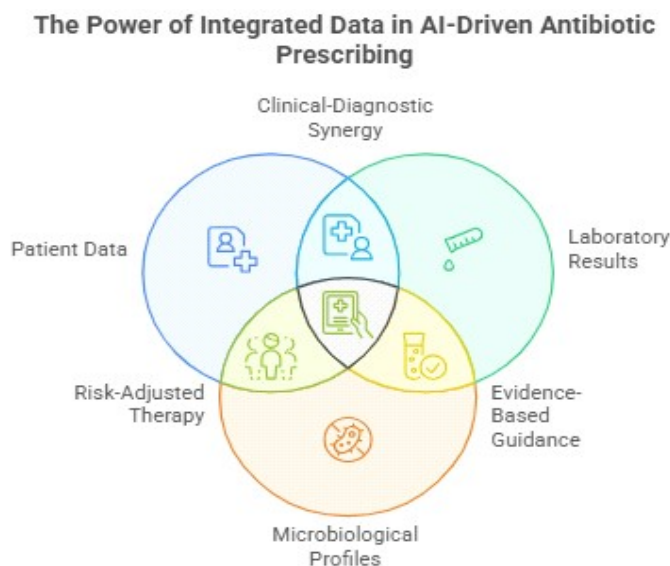 The Power of Integrated Data in AI-Driven Antibiotic
Prescribing
Clinical-Diagnostic
Synergy
Patient Data
Laboratory
Results
Risk-Adjusted
Therapy
Evidence-
Based
Guidance
Microbiological
Profiles